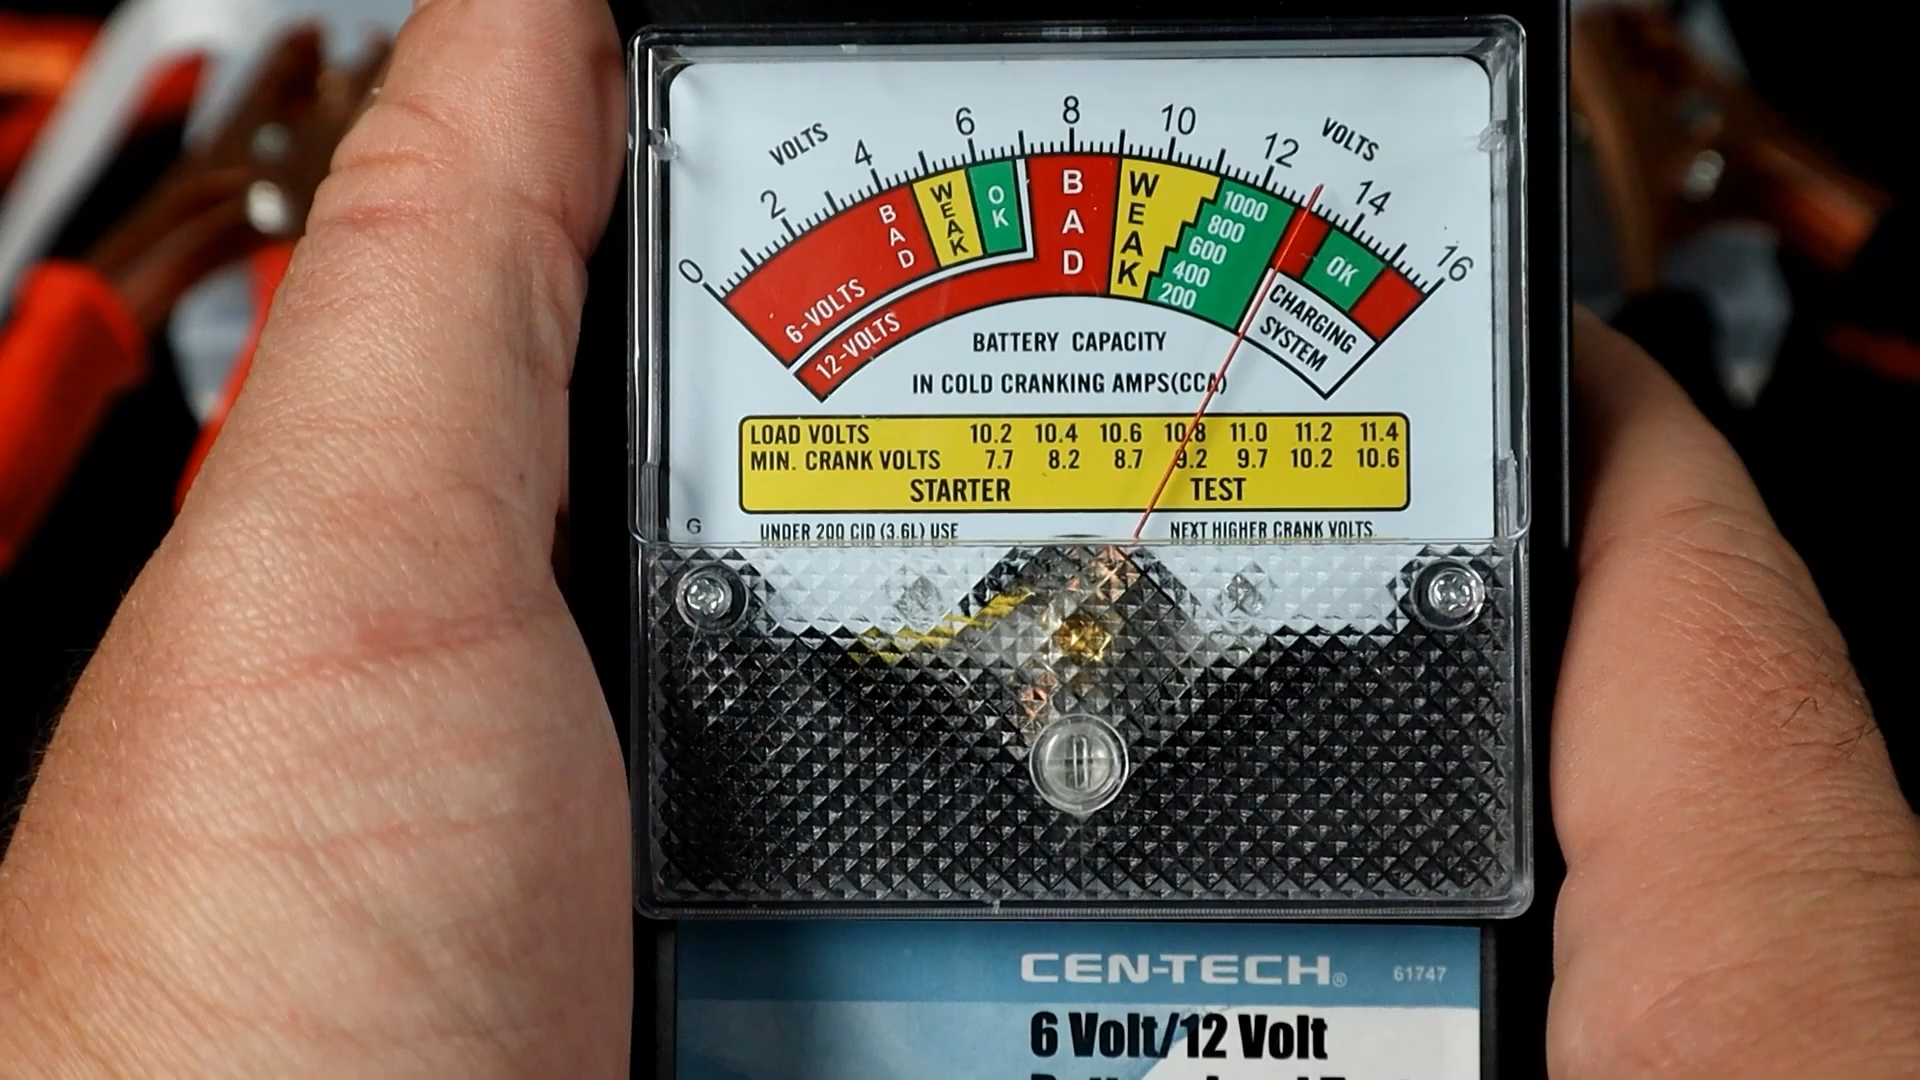 VOLTS
0 2 4 6 8 10 12 14 16
VOLTS
BAD
WEAK
OK
BAD
WEAK
1000
800
600
400
200
OK
6-VOLTS
12-VOLTS
CHARGING
SYSTEM
BATTERY CAPACITY
IN COLD CRANKING AMPS(CCA)
LOAD VOLTS 10.2 10.4 10.6 10.8 11.0 11.2 11.4
MIN. CRANK VOLTS 7.7 8.2 8.7 9.2 9.7 10.2 10.6
STARTER TEST
G
UNDER 200 CID (3.6L) USE NEXT HIGHER CRANK VOLTS.
CEN-TECH® 61747
6 Volt/12 Volt